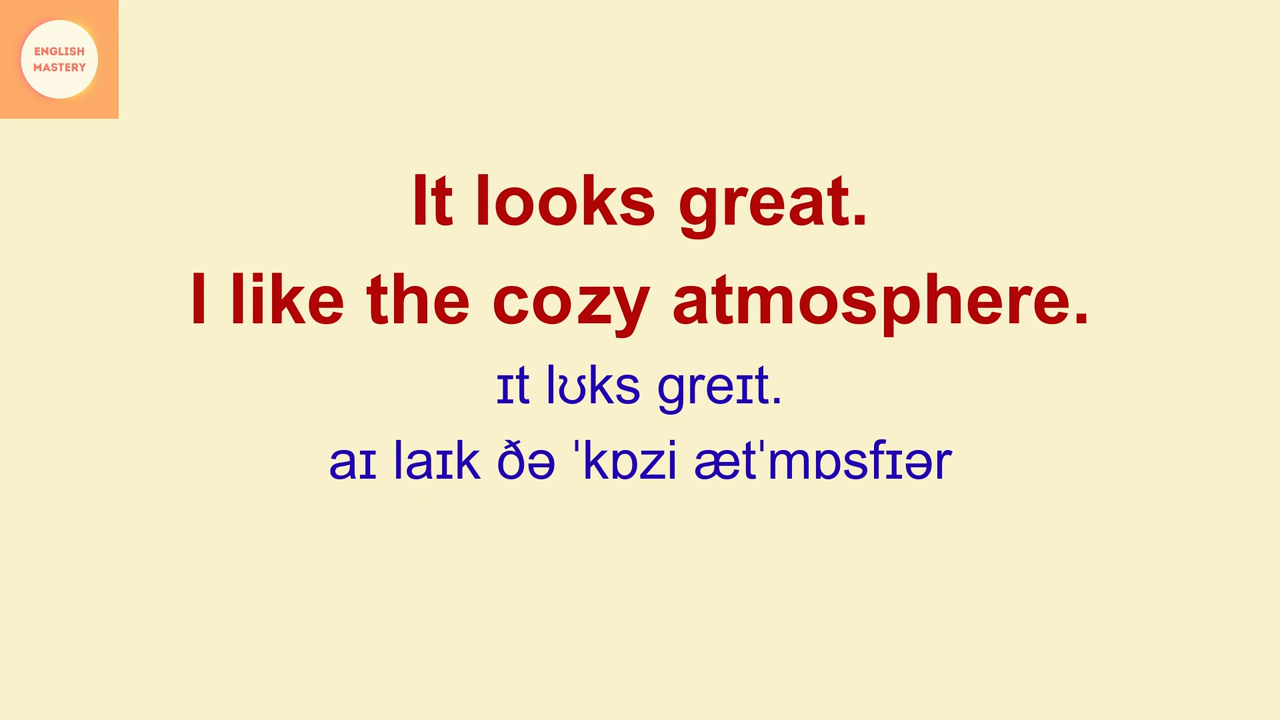 ENGLISH
MASTERY
It looks great.
I like the cozy atmosphere.
ɪt lʊks greɪt.
aɪ laɪk ðə ˈkɒzi ætˈmɒsfɪər